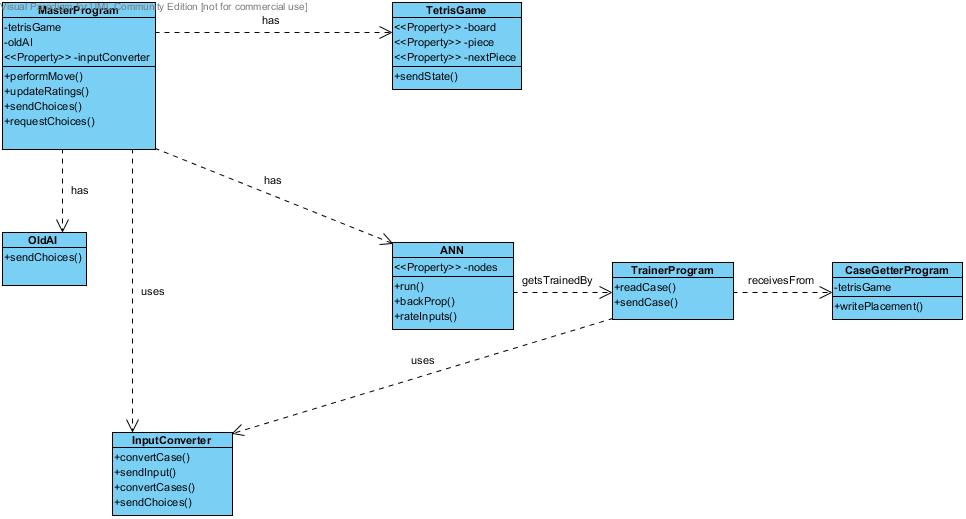 Visual Paradigm for UML Community Edition [not for commercial use]
MasterProgram
-tetrisGame
-oldAI
<<Property>> -inputConverter
+performMove()
+updateRatings()
+sendChoices()
+requestChoices()
has
TetrisGame
<<Property>> -board
<<Property>> -piece
<<Property>> -nextPiece
+sendState()
has
has
OldAI
+sendChoices()
uses
ANN
<<Property>> -nodes
+run()
+backProp()
+rateInputs()
getsTrainedBy
TrainerProgram
+readCase()
+sendCase()
receivesFrom
CaseGetterProgram
-tetrisGame
+writePlacement()
uses
InputConverter
+convertCase()
+sendInput()
+convertCases()
+sendChoices()